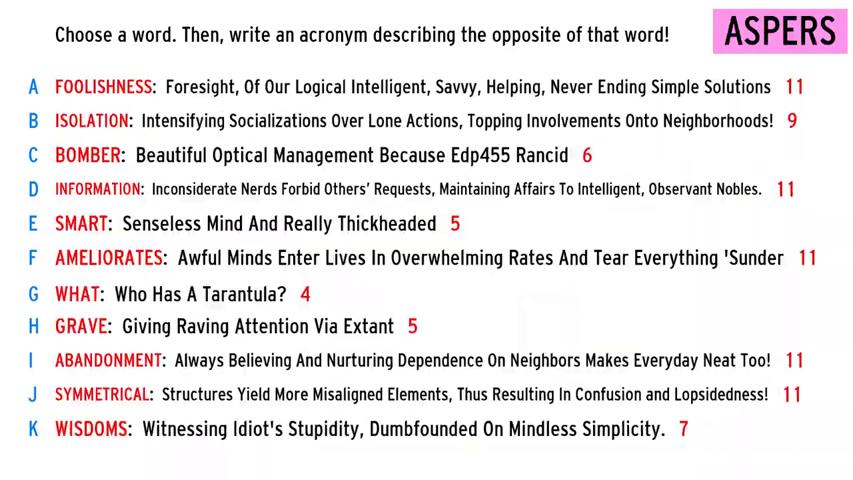 Choose a word. Then, write an acronym describing the opposite of that word! ASPERS
A FOOLISHNESS: Foresight, Of Our Logical Intelligent, Savvy, Helping, Never Ending Simple Solutions 11
B ISOLATION: Intensifying Socializations Over Lone Actions, Topping Involvements Onto Neighborhoods! 9
C BOMBER: Beautiful Optical Management Because Edp455 Rancid 6
D INFORMATION: Inconsiderate Nerds Forbid Others' Requests, Maintaining Affairs To Intelligent, Observant Nobles. 11
E SMART: Senseless Mind And Really Thickheaded 5
F AMELIORATES: Awful Minds Enter Lives In Overwhelming Rates And Tear Everything 'Sunder 11
G WHAT: Who Has A Tarantula? 4
H GRAVE: Giving Raving Attention Via Extant 5
I ABANDONMENT: Always Believing And Nurturing Dependence On Neighbors Makes Everyday Neat Too! 11
J SYMMETRICAL: Structures Yield More Misaligned Elements, Thus Resulting In Confusion and Lopsidedness! 11
K WISDOMS: Witnessing Idiot's Stupidity, Dumbfounded On Mindless Simplicity. 7